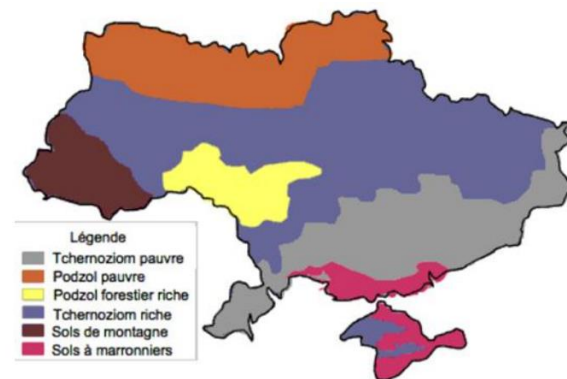 Légende
Tchernoziom pauvre
Podzol pauvre
Podzol forestier riche
Tchernoziom riche
Sols de montagne
Sols à marronniers